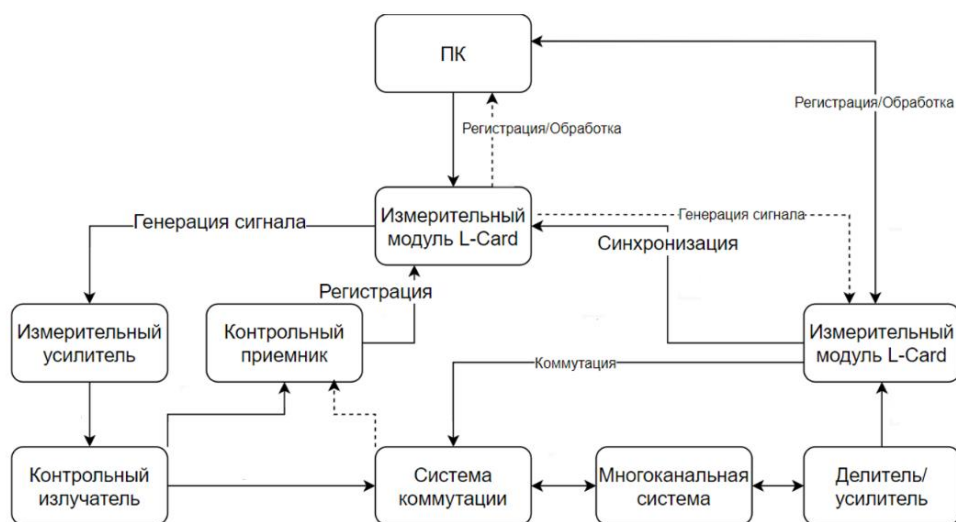 ПК
Регистрация/Обработка
Регистрация/Обработка
Генерация сигнала
Измерительный
модуль L-Card
Генерация сигнала
Синхронизация
Регистрация
Измерительный
усилитель
Контрольный
приемник
Измерительный
модуль L-Card
Коммутация
Контрольный
излучатель
Система
коммутации
Многоканальная
система
Делитель/
усилитель